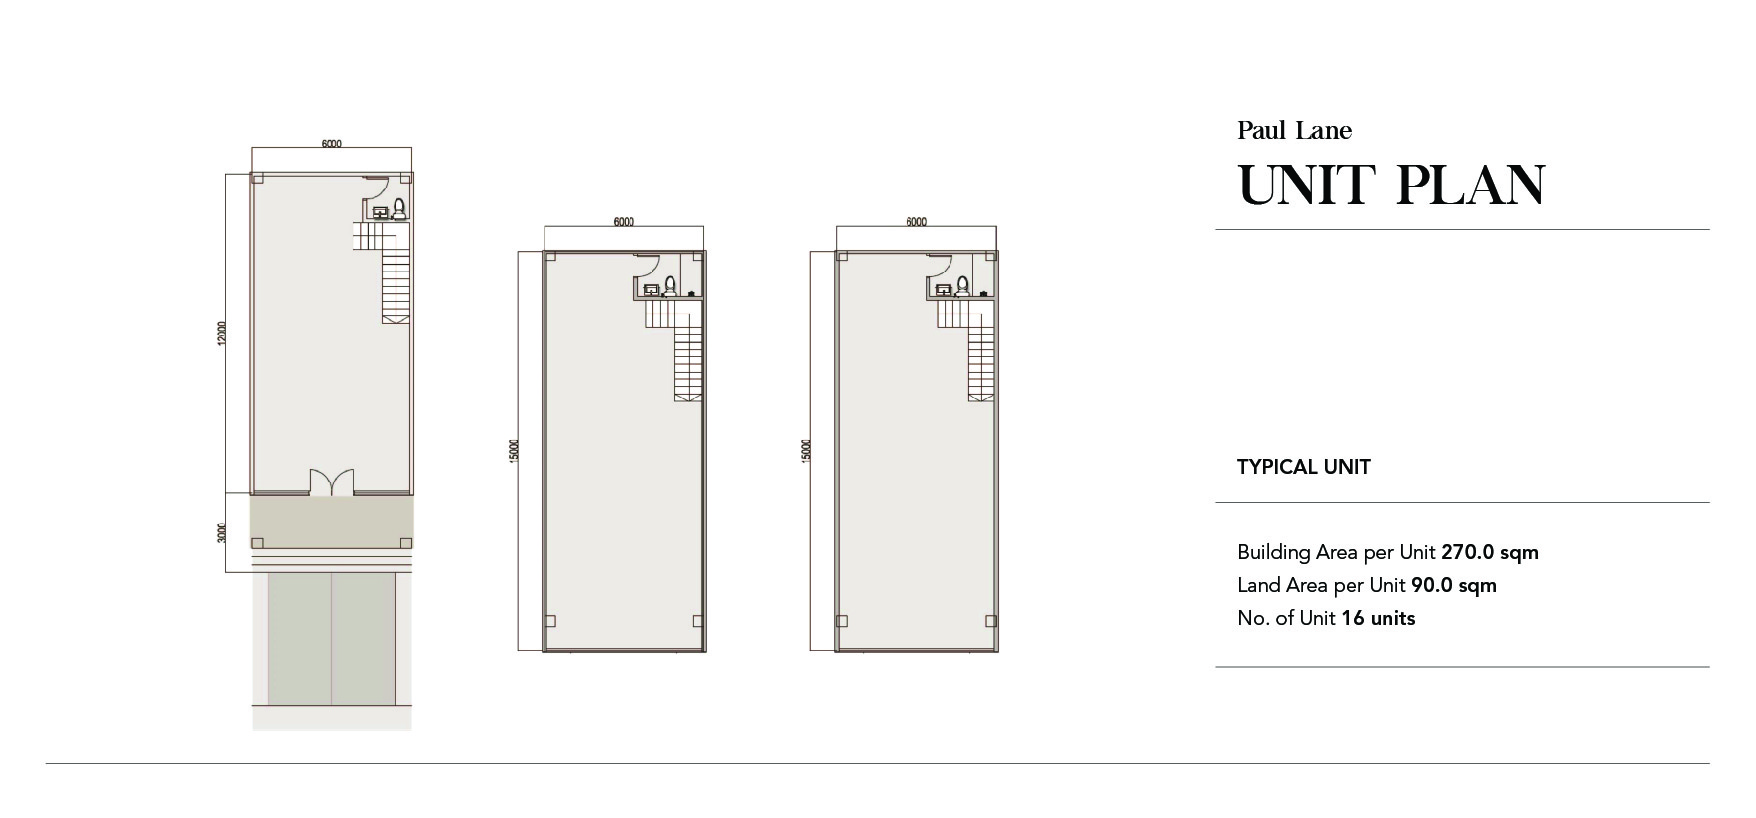 Paul Lane
UNIT PLAN
6000
12000
3000
6000
15000
6000
15000
TYPICAL UNIT
Building Area per Unit 270.0 sqm
Land Area per Unit 90.0 sqm
No. of Unit 16 units